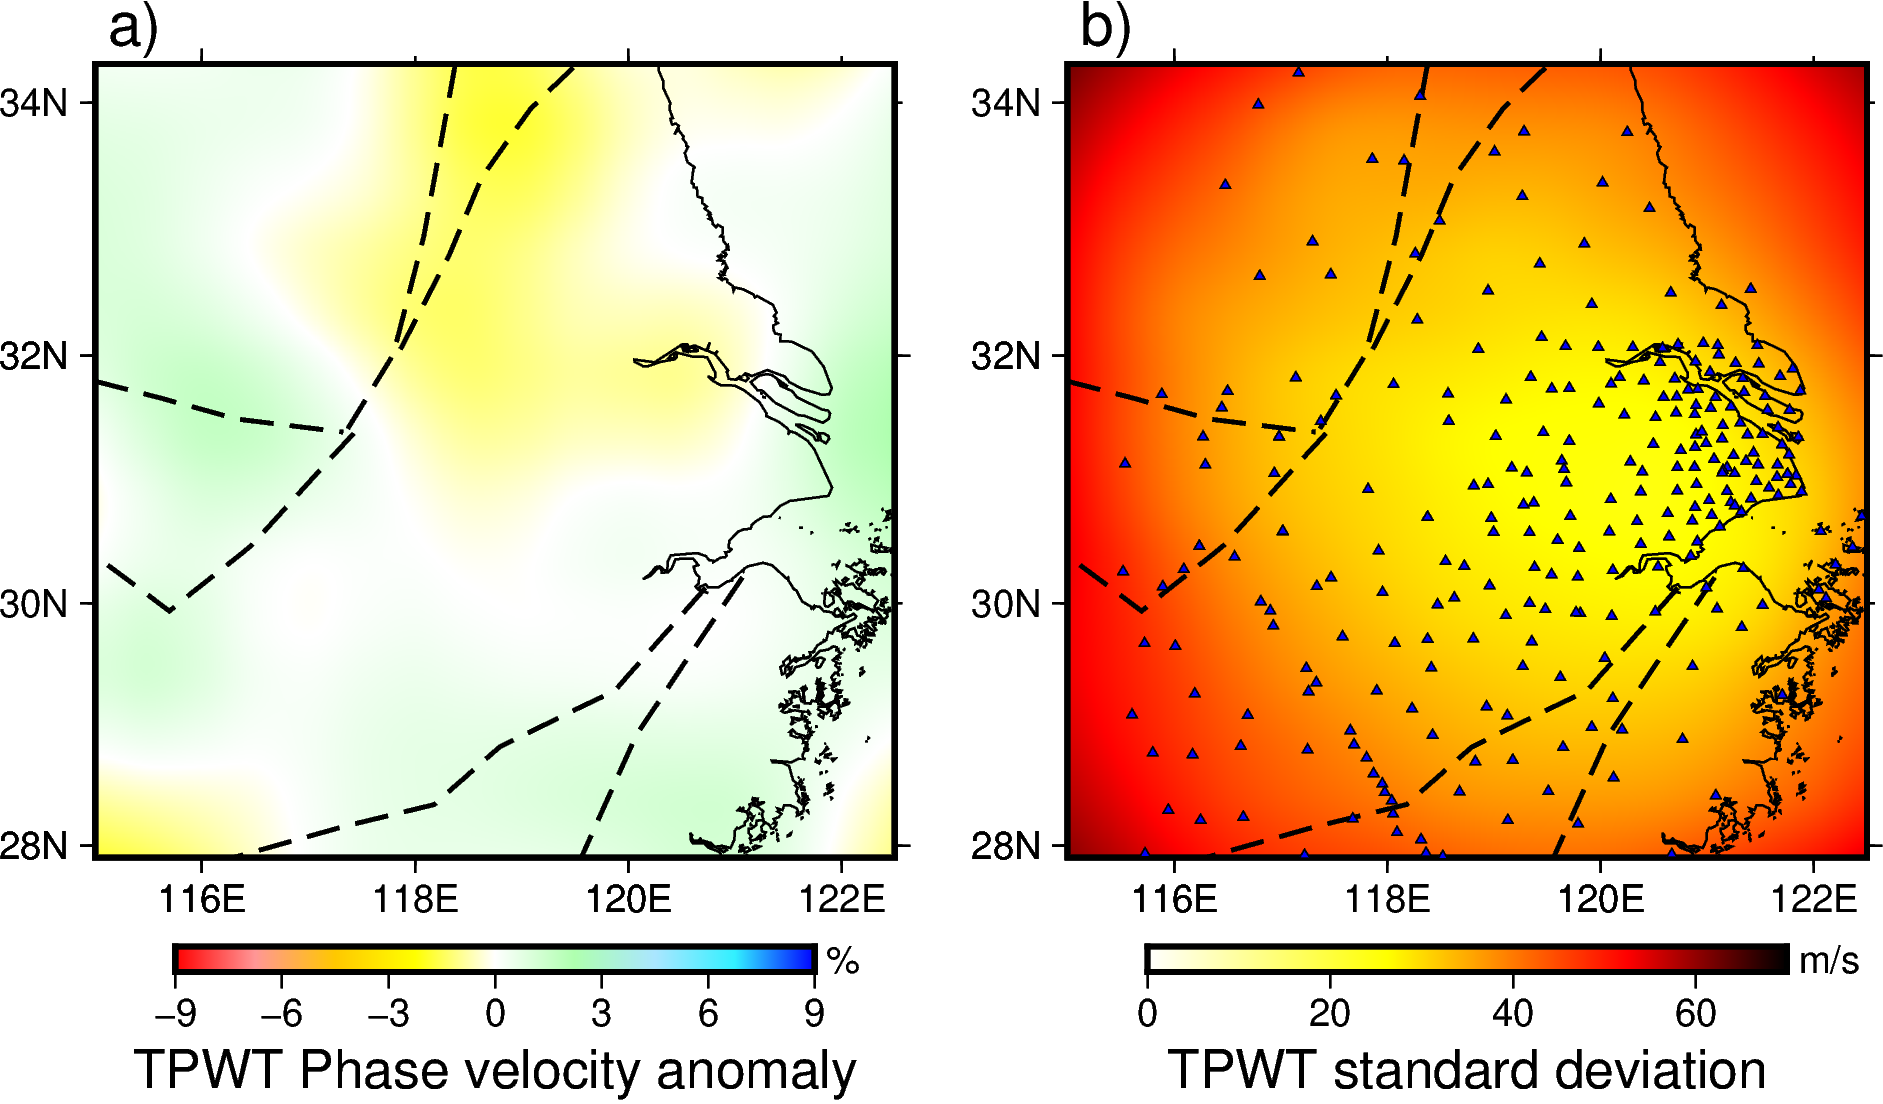 a)
b)
34N
32N
30N
28N
116E 118E 120E 122E
34N
32N
30N
28N
116E 118E 120E 122E
%
−9 −6 −3 0 3 6 9
TPWT Phase velocity anomaly
m/s
0 20 40 60
TPWT standard deviation